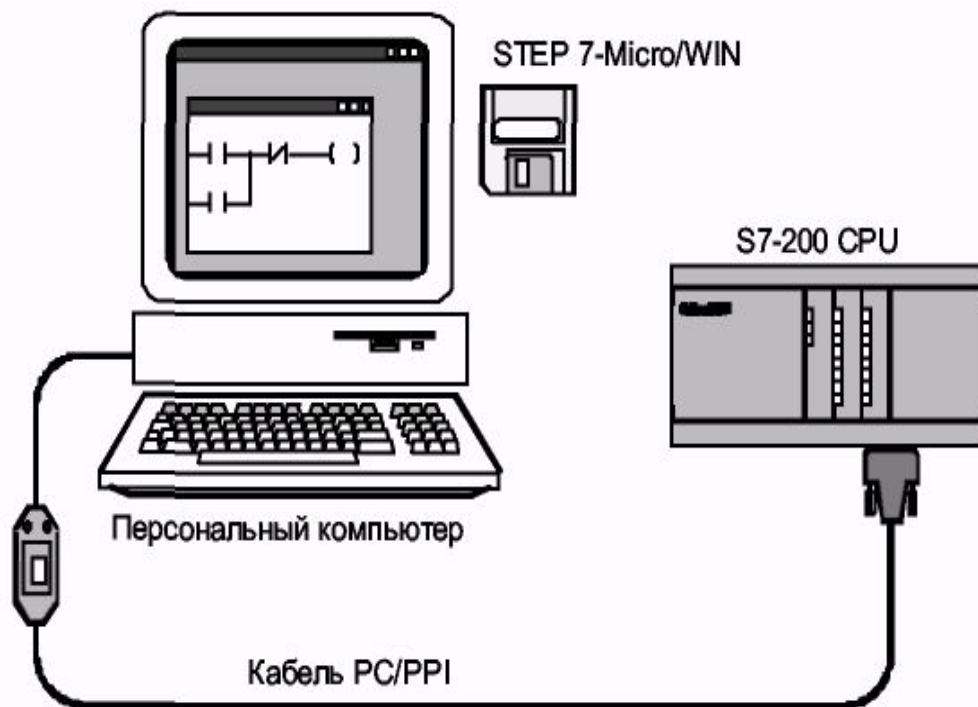 STEP 7-Micro/WIN
S7-200 CPU
Персональный компьютер
Кабель PC/PPI